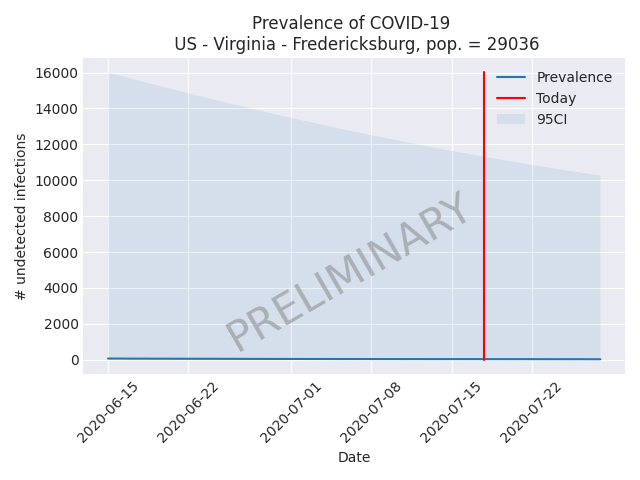 Prevalence of COVID-19
US - Virginia - Fredericksburg, pop. = 29036
16000
14000
12000
10000
8000
6000
4000
2000
0
# undetected infections
Prevalence
Today
95CI
PRELIMINARY
2020-06-15
2020-06-22
2020-07-01
2020-07-08
2020-07-15
2020-07-22
Date